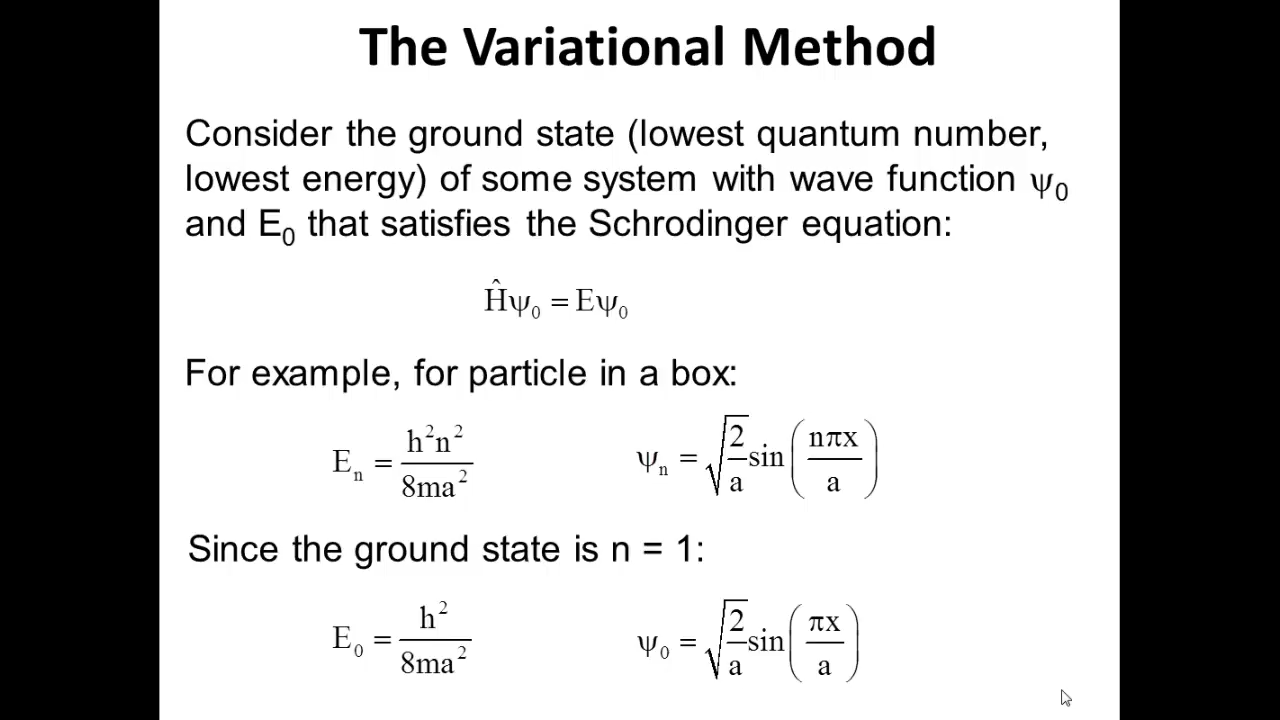 The Variational Method
Consider the ground state (lowest quantum number,
lowest energy) of some system with wave function ψ₀
and E₀ that satisfies the Schrodinger equation:
Ĥψ₀ = Eψ₀
For example, for particle in a box:
Eₙ = h²n² / 8ma²    ψₙ = √(2/a) sin(nπx / a)
Since the ground state is n = 1:
E₀ = h² / 8ma²    ψ₀ = √(2/a) sin(πx / a)